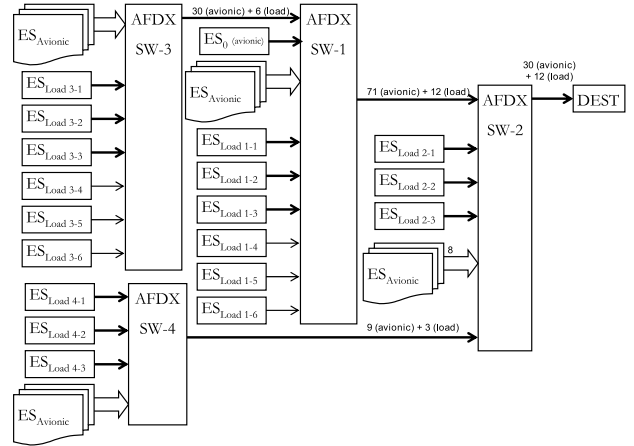 30 (avionic) + 6 (load)
ES Avionic
AFDX
SW-3
ES0 (avionic)
AFDX
SW-1
ES Load 3-1
ES Load 3-2
ES Load 3-3
ES Load 3-4
ES Load 3-5
ES Load 3-6
ES Avionic
ES Load 1-1
ES Load 1-2
ES Load 1-3
ES Load 1-4
ES Load 1-5
ES Load 1-6
71 (avionic) + 12 (load)
AFDX
SW-2
30 (avionic)
+ 12 (load)
DEST
ES Load 2-1
ES Load 2-2
ES Load 2-3
8
ES Avionic
ES Load 4-1
ES Load 4-2
ES Load 4-3
AFDX
SW-4
9 (avionic) + 3 (load)
ES Avionic